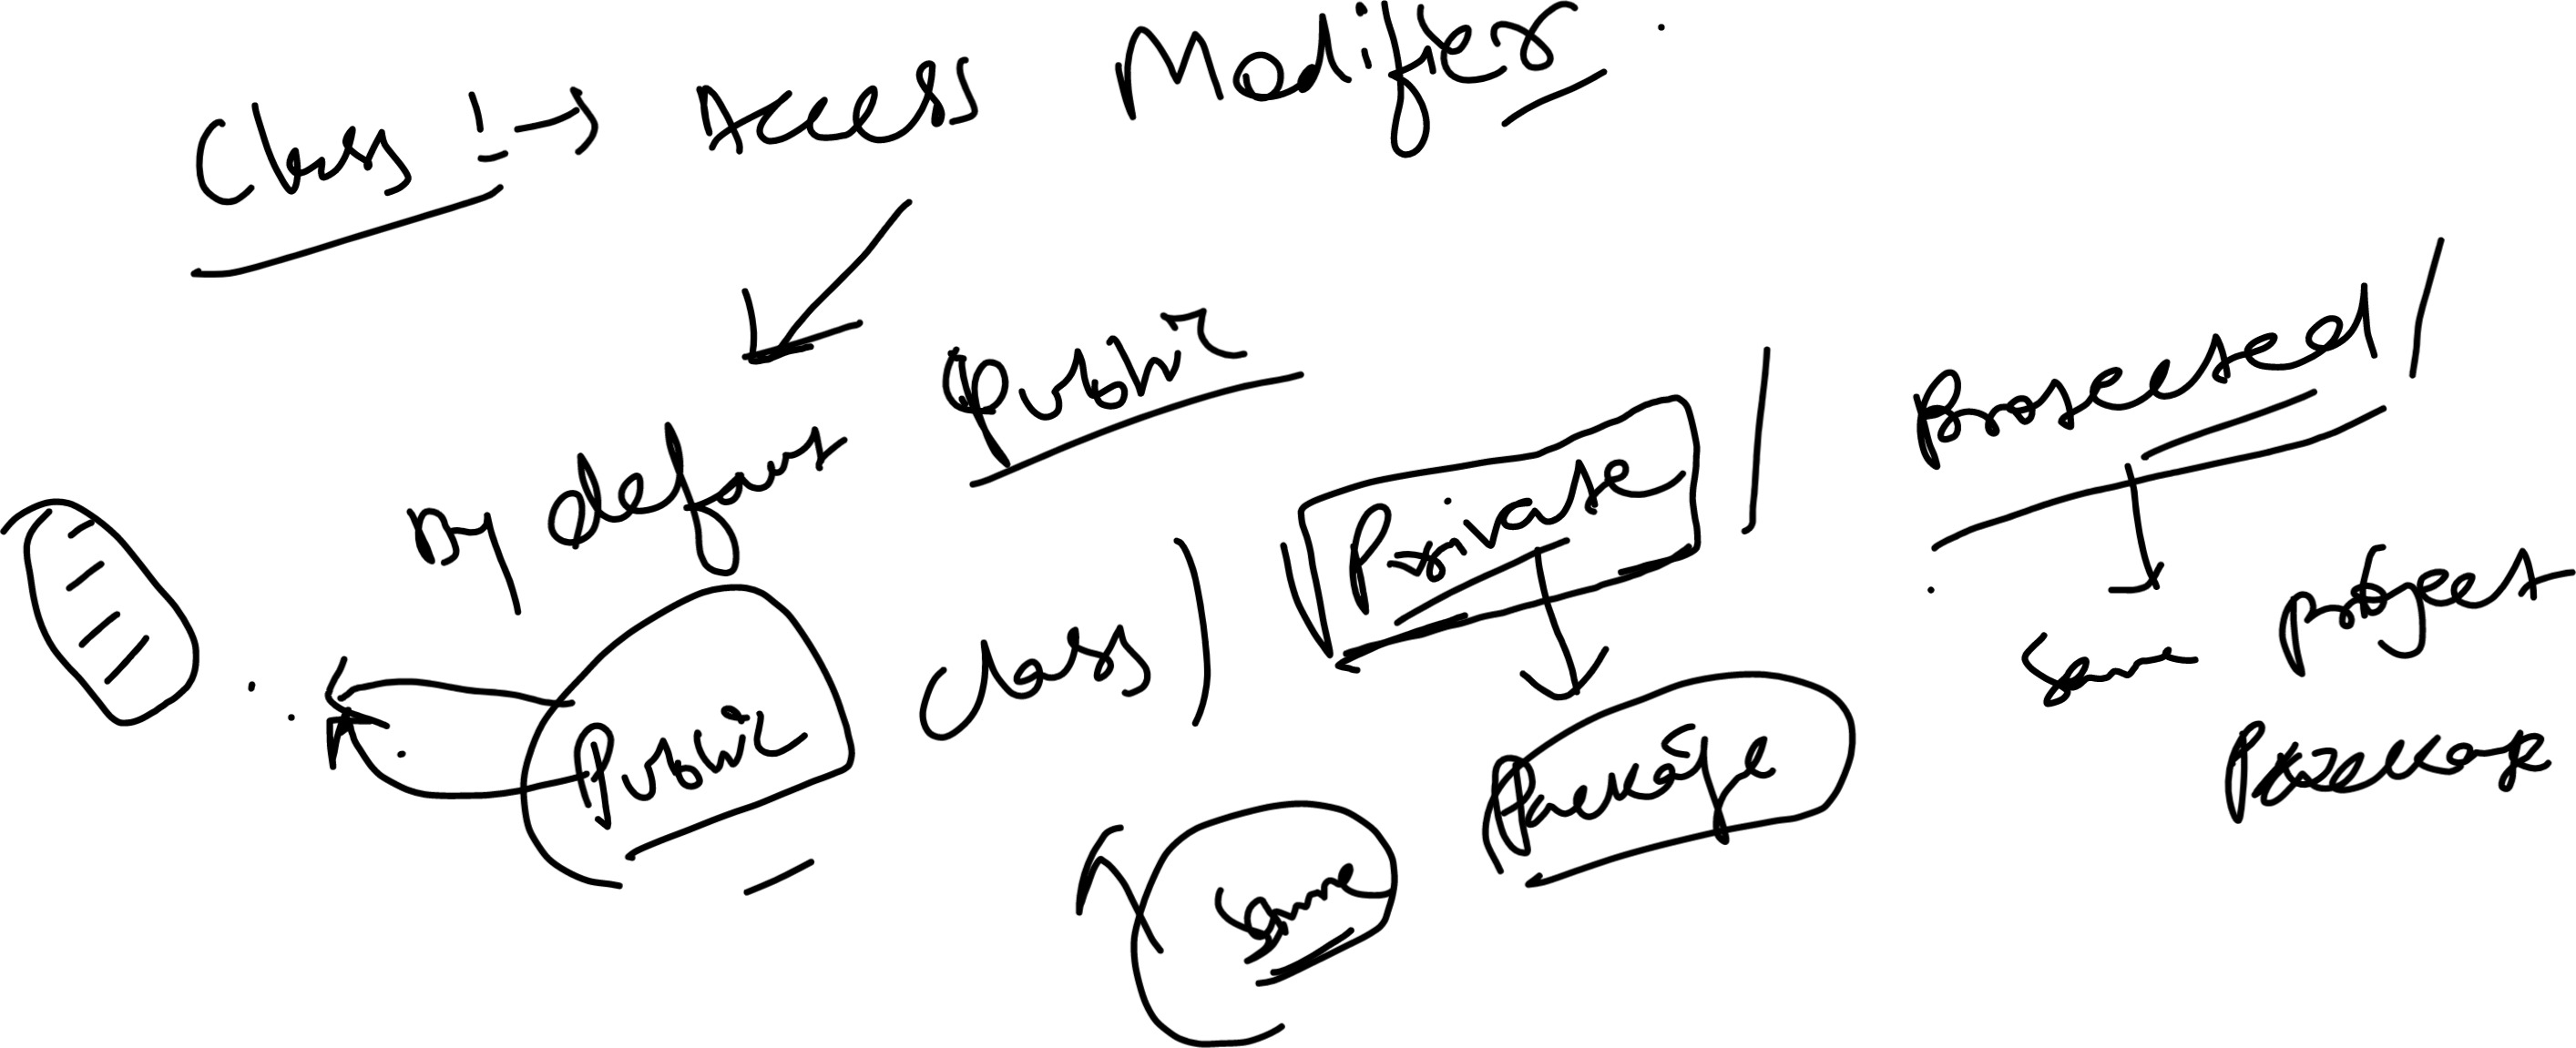 Class :-> Access Modifier.
By default Public
Public class / Private / Protected /
Same Package
Same project
Package